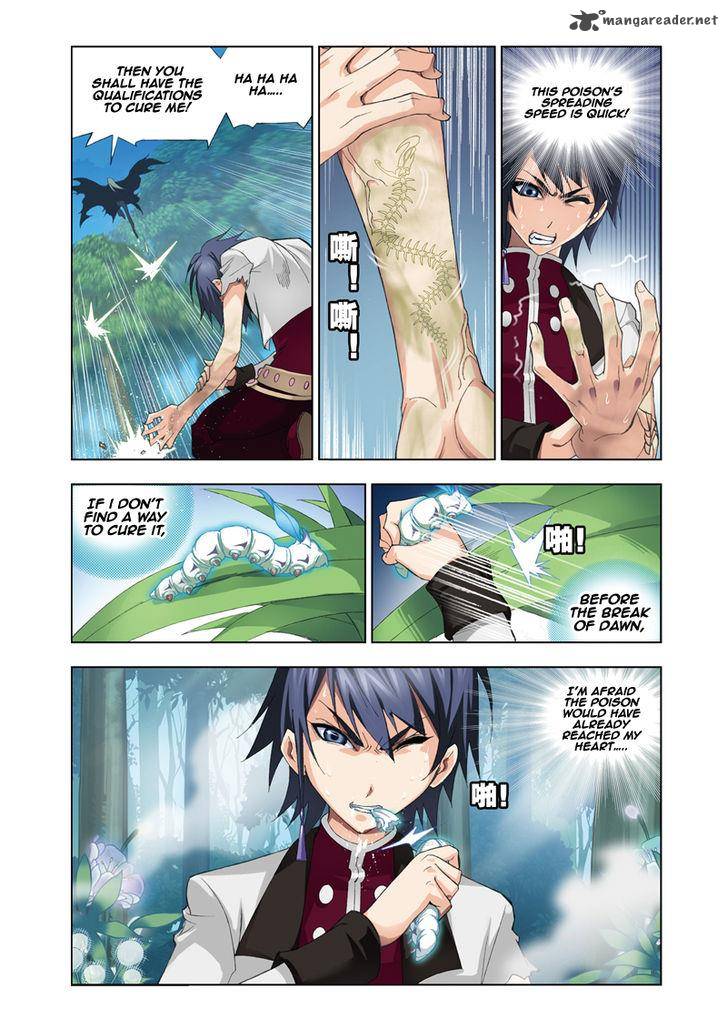 mangareader.net
THEN YOU
SHALL HAVE THE
QUALIFICATIONS
TO CURE ME!
HA HA HA
HA.....
嘶!
嘶!
THIS POISON'S
SPREADING
SPEED IS QUICK!
IF I DON'T
FIND A WAY
TO CURE IT,
啪!
BEFORE
THE BREAK
OF DAWN,
I'M AFRAID
THE POISON
WOULD HAVE
ALREADY
REACHED MY
HEART.....
啪!